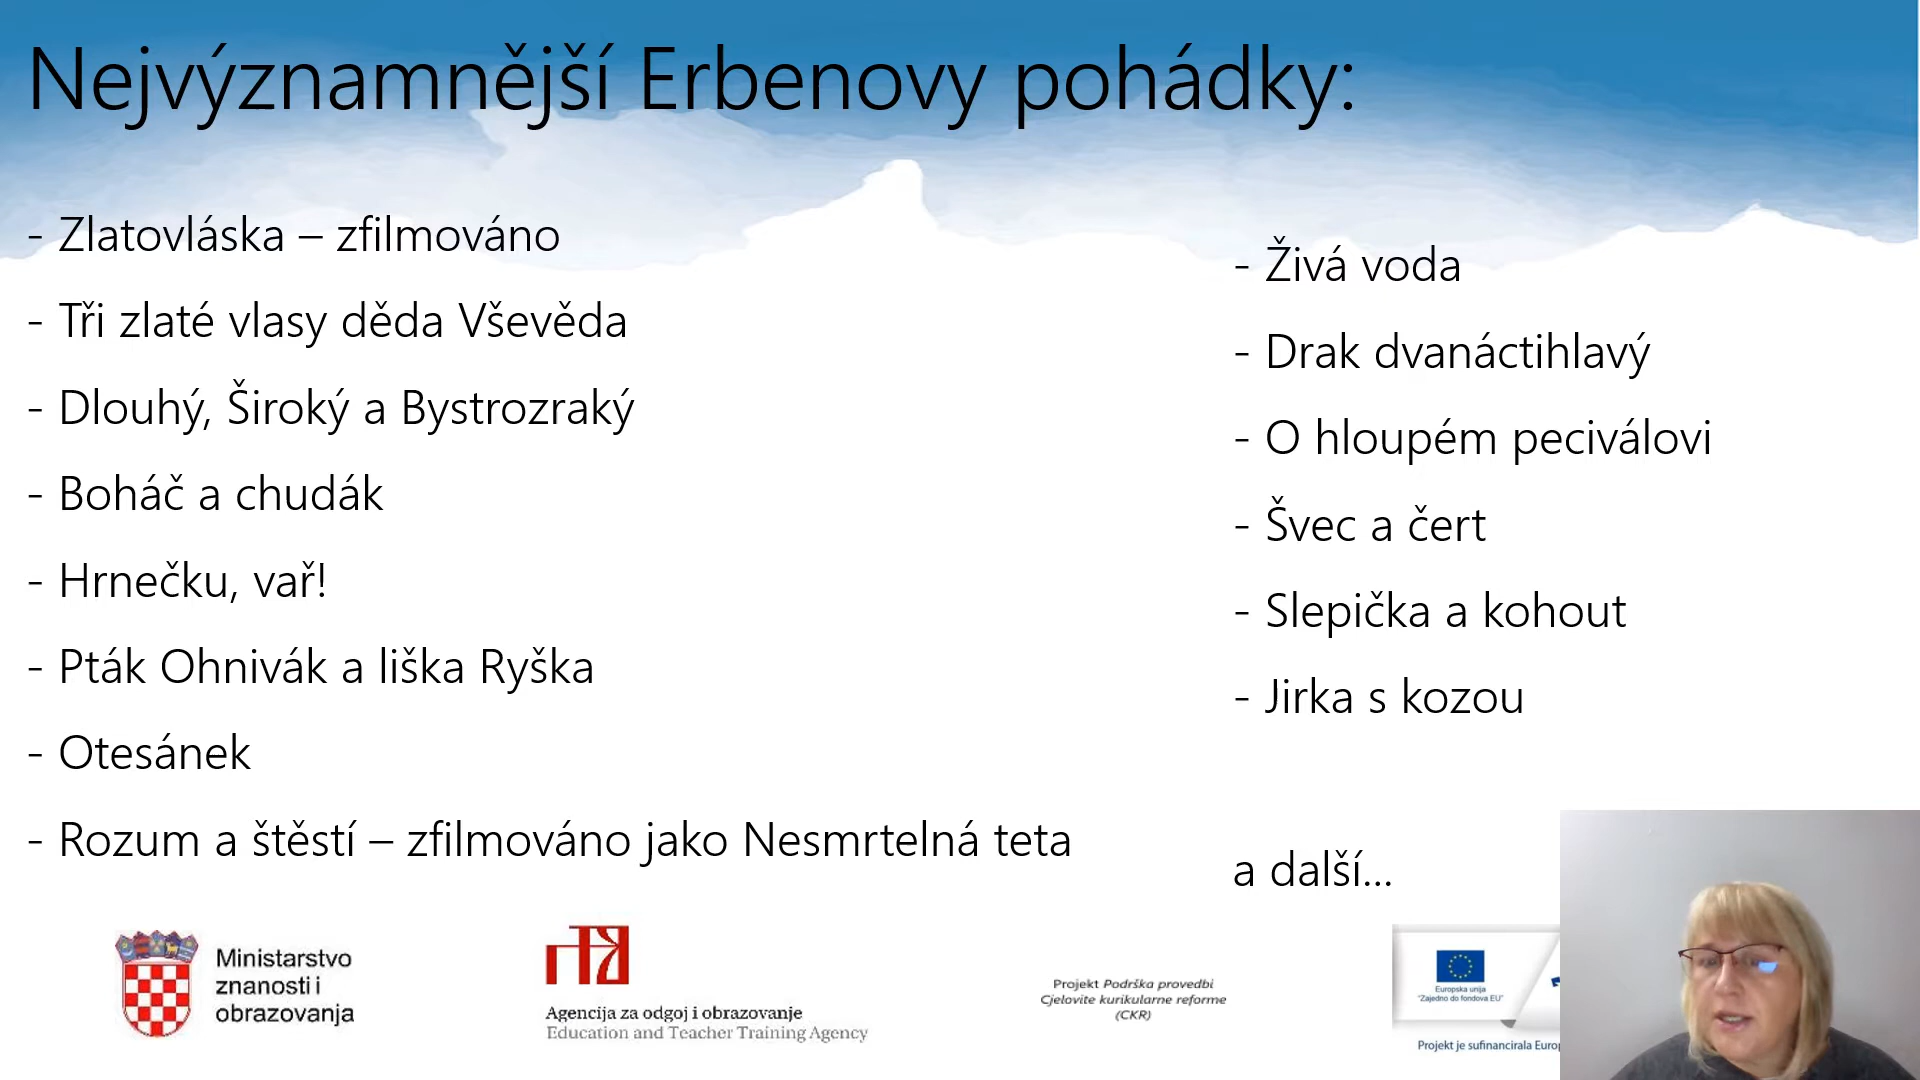 Nejvýznamnější Erbenovy pohádky:
- Zlatovláska – zfilmováno
- Tři zlaté vlasy děda Vševěda
- Dlouhý, Široký a Bystrozraký
- Boháč a chudák
- Hrnečku, vař!
- Pták Ohnivák a liška Ryška
- Otesánek
- Rozum a štěstí – zfilmováno jako Nesmrtelná teta
- Živá voda
- Drak dvanáctihlavý
- O hloupém peciválovi
- Švec a čert
- Slepička a kohout
- Jirka s kozou
a další...
Ministarstvo
znanosti i
obrazovanja
Agencija za odgoj i obrazovanje
Education and Teacher Training Agency
Projekt Podrška provedbi
Cjelovite kurikularne reforme
(CKR)
Europska unija
"Zajedno do fondova EU"
Projekt je sufinancirala